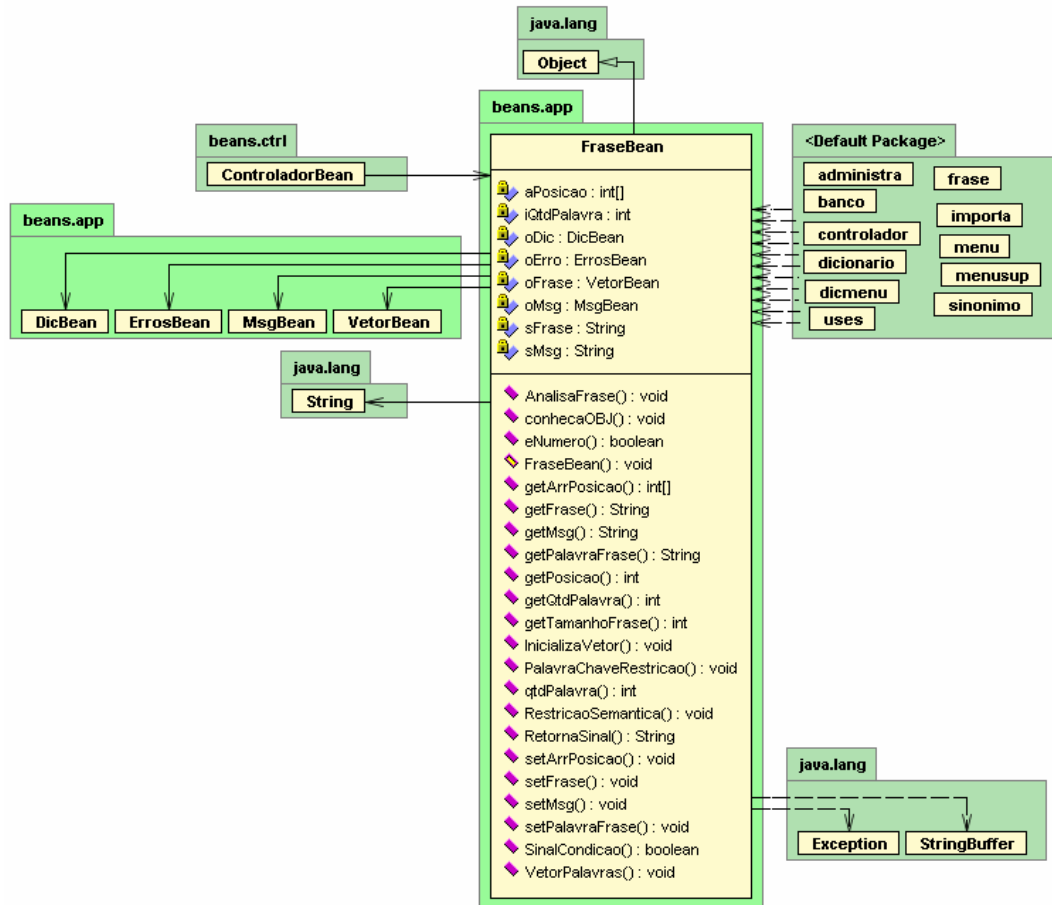 java.lang
Object
beans.app
beans.ctrl
<Default Package>
FraseBean
ControladorBean
administra
frase
banco
aPosicao : int[]
iQtdPalavra : int
importa
beans.app
controlador
oDic : DicBean
menu
oErro : ErrosBean
dicionario
menusup
oFrase : VetorBean
dicmenu
oMsg : MsgBean
sinonimo
DicBean
ErrosBean
MsgBean
VetorBean
sFrase : String
uses
sMsg : String
java.lang
String
AnalisaFrase() : void
conhecaOBJ() : void
eNumero() : boolean
FraseBean() : void
getArrPosicao() : int[]
getFrase() : String
getMsg() : String
getPalavraFrase() : String
getPosicao() : int
getQtdPalavra() : int
getTamanhoFrase() : int
InicializaVetor() : void
PalavraChaveRestricao() : void
qtdPalavra() : int
RestricaoSemantica() : void
RetornaSinal() : String
setArrPosicao() : void
setFrase() : void
setMsg() : void
setPalavraFrase() : void
SinalCondicao() : boolean
VetorPalavras() : void
java.lang
Exception
StringBuffer